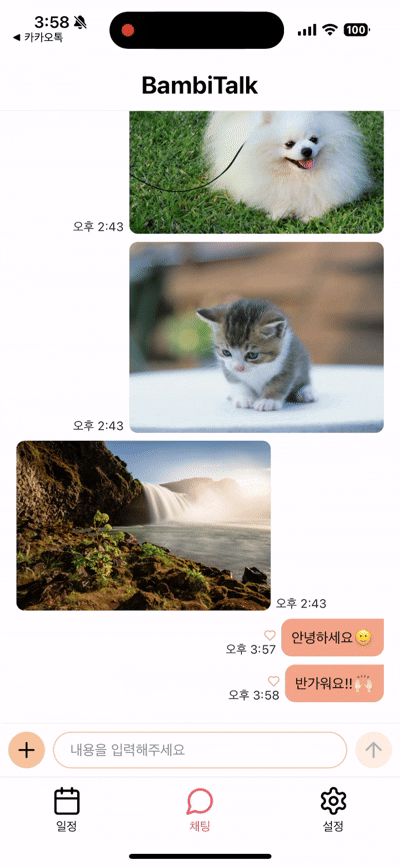 3:58
◀ 카카오톡
100
BambiTalk
오후 2:43
오후 2:43
오후 2:43
안녕하세요🙂
오후 3:57
반가워요!!🙌🏻
오후 3:58
내용을 입력해주세요
일정
채팅
설정